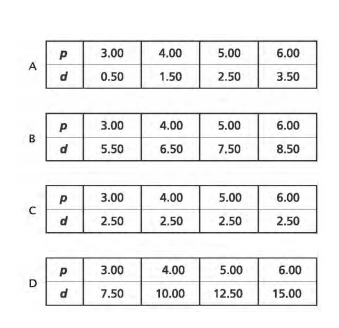 A
p 3.00 4.00 5.00 6.00
d 0.50 1.50 2.50 3.50
B
p 3.00 4.00 5.00 6.00
d 5.50 6.50 7.50 8.50
C
p 3.00 4.00 5.00 6.00
d 2.50 2.50 2.50 2.50
D
p 3.00 4.00 5.00 6.00
d 7.50 10.00 12.50 15.00